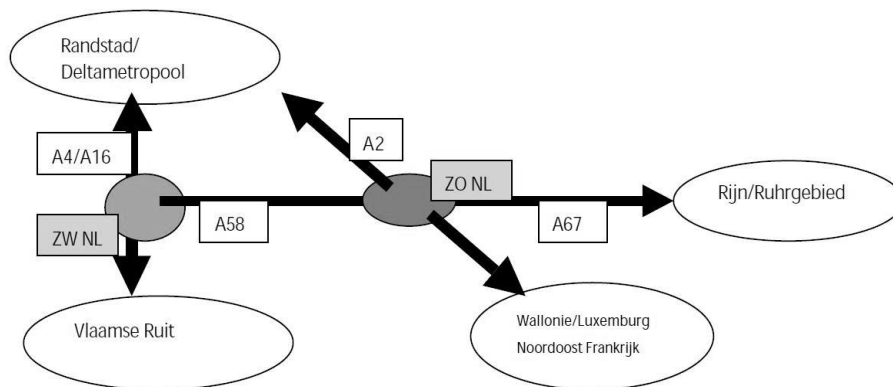 Randstad/
Deltametropool
A4/A16
A2
ZO NL
Rijn/Ruhrgebied
ZW NL
A58
A67
Vlaamse Ruit
Wallonie/Luxemburg
Noordoost Frankrijk